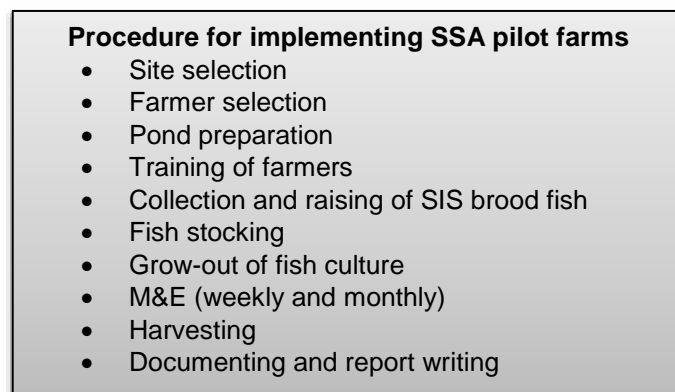 Procedure for implementing SSA pilot farms
• Site selection
• Farmer selection
• Pond preparation
• Training of farmers
• Collection and raising of SIS brood fish
• Fish stocking
• Grow-out of fish culture
• M&E (weekly and monthly)
• Harvesting
• Documenting and report writing